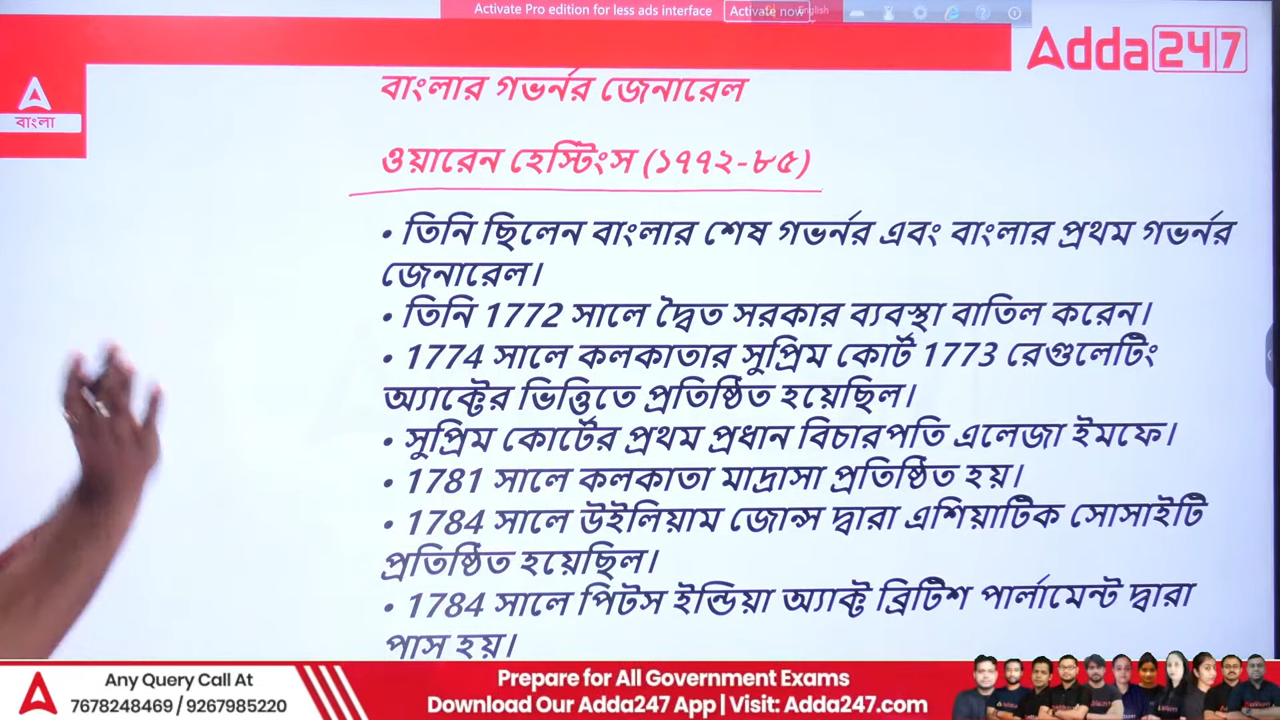 Activate Pro edition for less ads interface
Activate now
English
Adda247
বাংলা
বাংলার গভর্নর জেনারেল
ওয়ারেন হেস্টিংস (১৭৭২-৮৫)
• তিনি ছিলেন বাংলার শেষ গভর্নর এবং বাংলার প্রথম গভর্নর
জেনারেল।
• তিনি 1772 সালে দ্বৈত সরকার ব্যবস্থা বাতিল করেন।
• 1774 সালে কলকাতার সুপ্রিম কোর্ট 1773 রেগুলেটিং
অ্যাক্টের ভিত্তিতে প্রতিষ্ঠিত হয়েছিল।
• সুপ্রিম কোর্টের প্রথম প্রধান বিচারপতি এলেজা ইমফে।
• 1781 সালে কলকাতা মাদ্রাসা প্রতিষ্ঠিত হয়।
• 1784 সালে উইলিয়াম জোন্স দ্বারা এশিয়াটিক সোসাইটি
প্রতিষ্ঠিত হয়েছিল।
• 1784 সালে পিটস ইন্ডিয়া অ্যাক্ট ব্রিটিশ পার্লামেন্ট দ্বারা
পাস হয়।
Any Query Call At
7678248469 / 9267985220
Prepare for All Government Exams
Download Our Adda247 App | Visit: Adda247.com